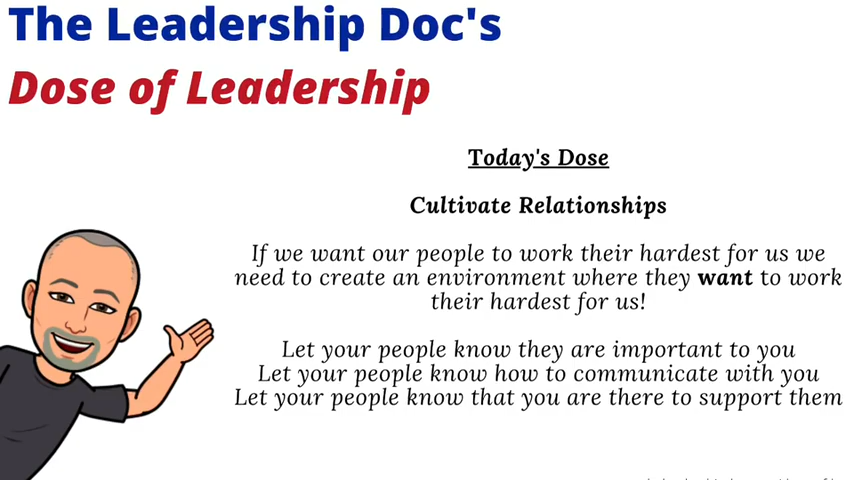 The Leadership Doc's
Dose of Leadership
Today's Dose
Cultivate Relationships
If we want our people to work their hardest for us we
need to create an environment where they want to work
their hardest for us!
Let your people know they are important to you
Let your people know how to communicate with you
Let your people know that you are there to support them